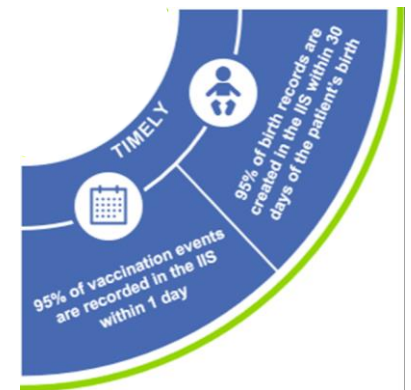 TIMELY
95% of birth records are
created in the IIS within 30
days of the patient's birth
95% of vaccination events
are recorded in the IIS
within 1 day